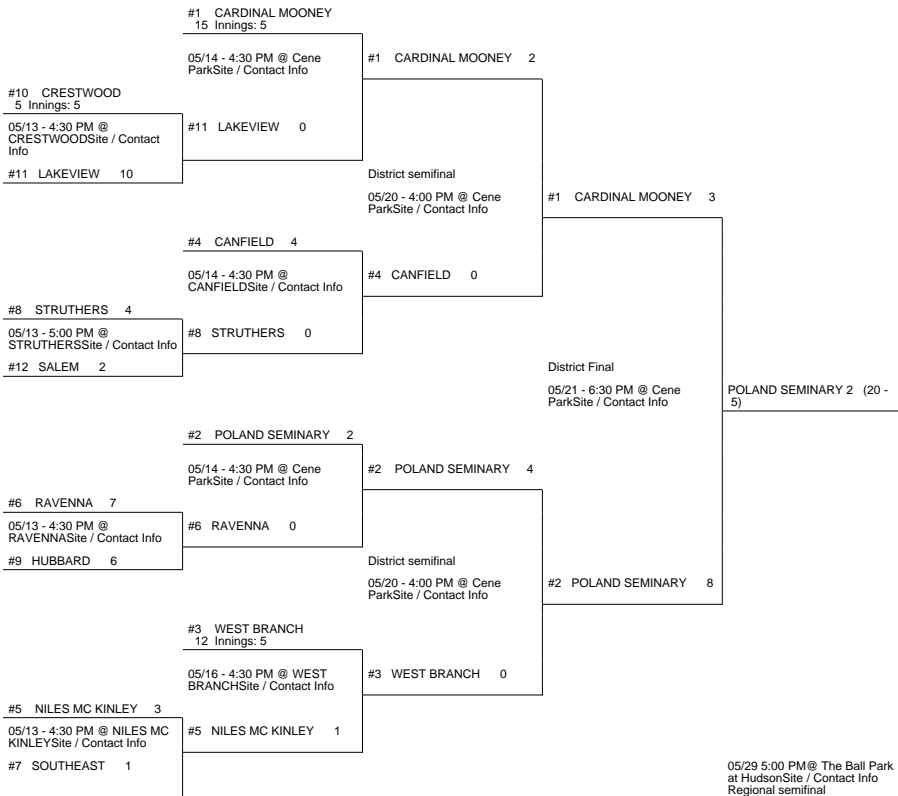 #1 CARDINAL MOONEY
15 Innings: 5
05/14 - 4:30 PM @ Cene
ParkSite / Contact Info
#1 CARDINAL MOONEY 2
#10 CRESTWOOD
5 Innings: 5
05/13 - 4:30 PM @
CRESTWOODSite / Contact
Info
#11 LAKEVIEW 0
#11 LAKEVIEW 10
District semifinal
05/20 - 4:00 PM @ Cene
ParkSite / Contact Info
#1 CARDINAL MOONEY 3
#4 CANFIELD 4
05/14 - 4:30 PM @
CANFIELDSite / Contact Info
#4 CANFIELD 0
#8 STRUTHERS 4
05/13 - 5:00 PM @
STRUTHERSSite / Contact Info
#8 STRUTHERS 0
#12 SALEM 2
District Final
05/21 - 6:30 PM @ Cene
ParkSite / Contact Info
POLAND SEMINARY 2 (20 -
5)
#2 POLAND SEMINARY 2
05/14 - 4:30 PM @ Cene
ParkSite / Contact Info
#2 POLAND SEMINARY 4
#6 RAVENNA 7
05/13 - 4:30 PM @
RAVENNASite / Contact Info
#6 RAVENNA 0
#9 HUBBARD 6
District semifinal
05/20 - 4:00 PM @ Cene
ParkSite / Contact Info
#2 POLAND SEMINARY 8
#3 WEST BRANCH
12 Innings: 5
05/16 - 4:30 PM @ WEST
BRANCHSite / Contact Info
#3 WEST BRANCH 0
#5 NILES MC KINLEY 3
05/13 - 4:30 PM @ NILES MC
KINLEYSite / Contact Info
#5 NILES MC KINLEY 1
#7 SOUTHEAST 1
05/29 5:00 PM@ The Ball Park
at HudsonSite / Contact Info
Regional semifinal